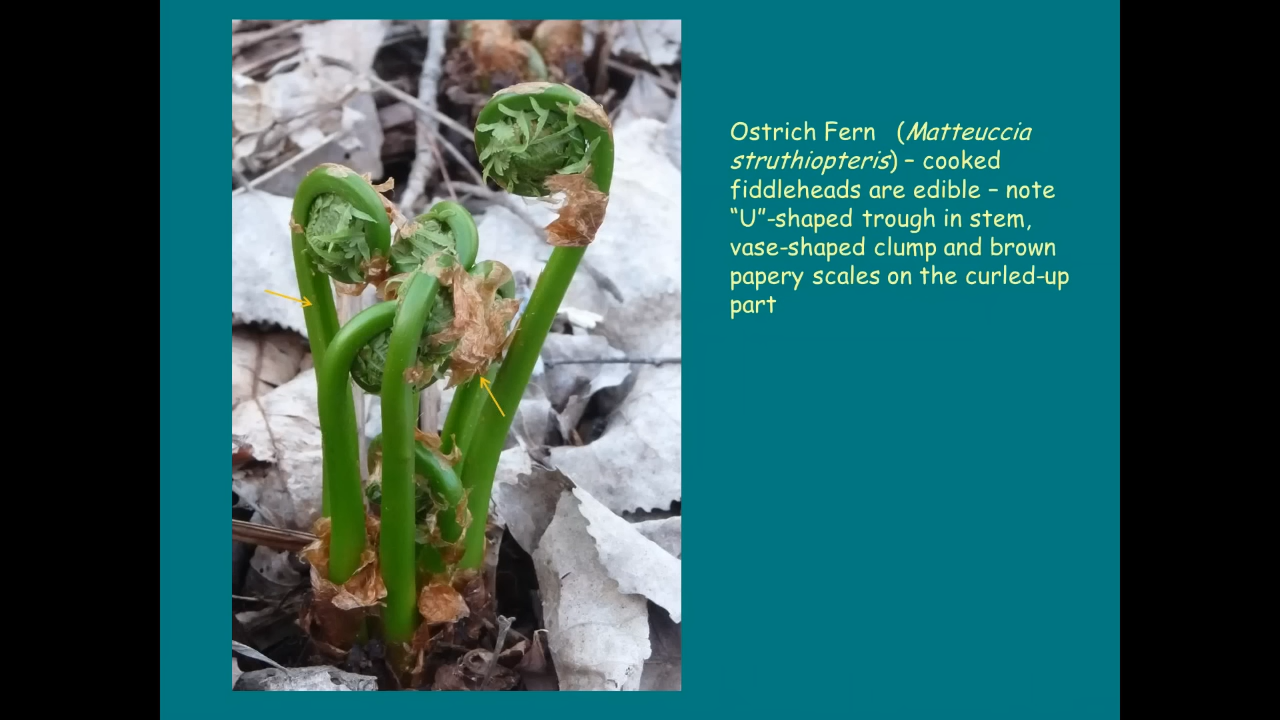 Ostrich Fern (Matteuccia
struthiopteris) – cooked
fiddleheads are edible – note
“U”-shaped trough in stem,
vase-shaped clump and brown
papery scales on the curled-up
part